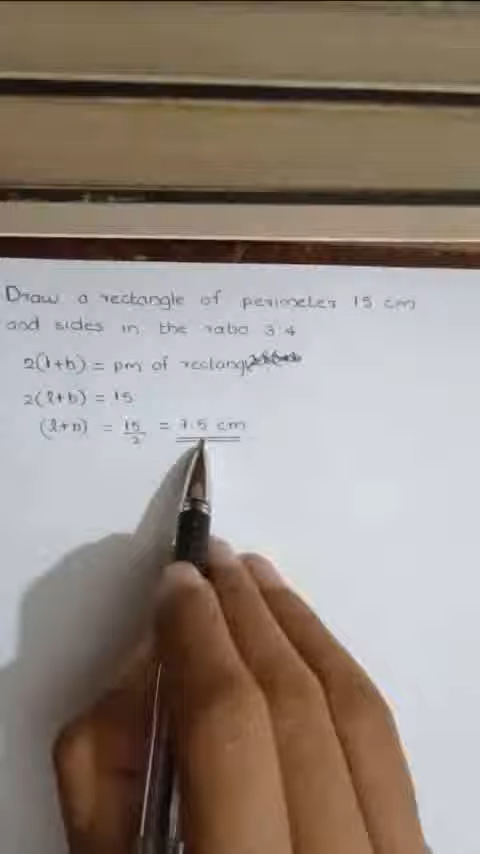 Draw a rectangle of perimeter 15 cm
and sides in the ratio 3:4
2(l+b) = pm of rectangle
2(l+b) = 15
(l+b) = 15/2 = 7.5 cm